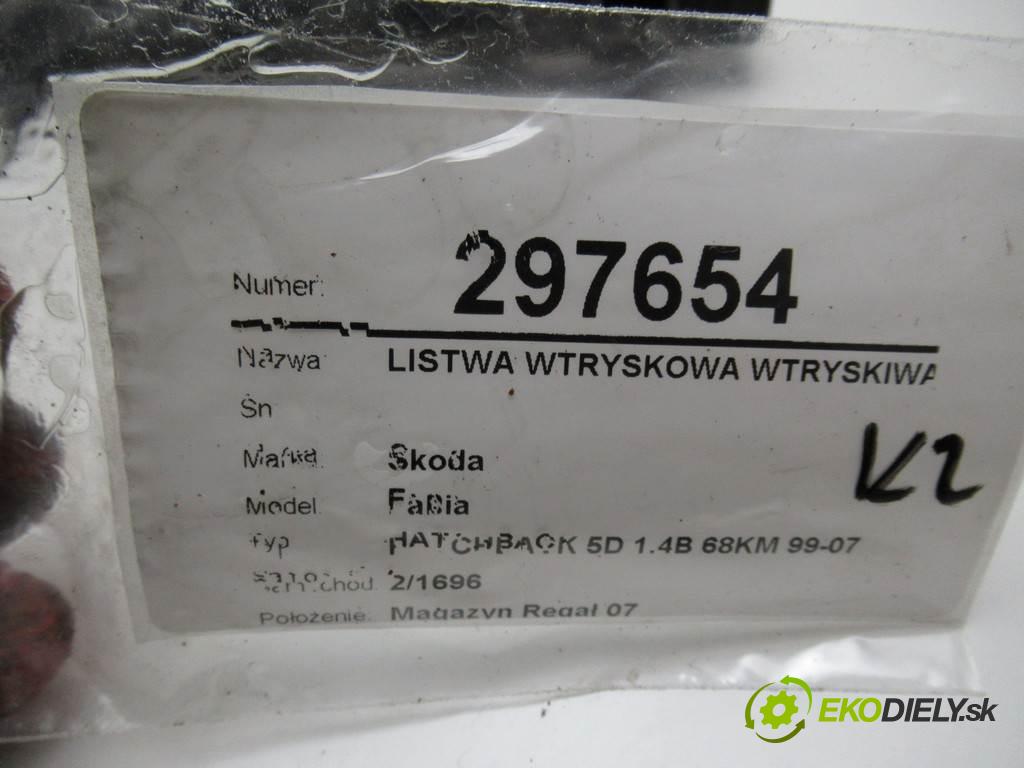 Numer: 297654
Nazwa LISTWA WTRYSKOWA WTRYSKIWA
Sn
Marka Skoda
Model Fabia
Typ HATCHBACK 5D 1.4B 68KM 99-07
Samochód: 2/1696
Położenie: Magazyn Regał 07
K2
EKODIELY.sk